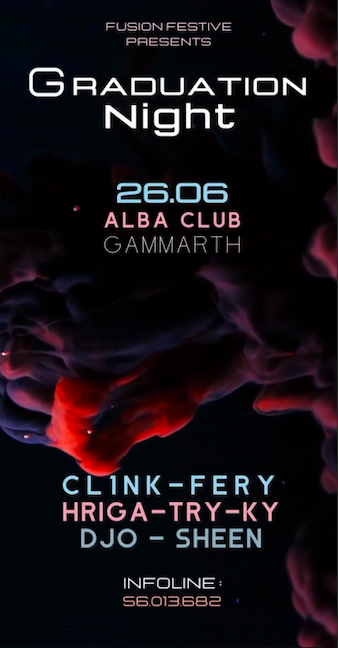 FUSION FESTIVE
PRESENTS
GRADUATION
Night
26.06
ALBA CLUB
GAMMARTH
CL1NK-FERY
HRIGA-TRY-KY
DJO - SHEEN
INFOLINE :
56.013.682